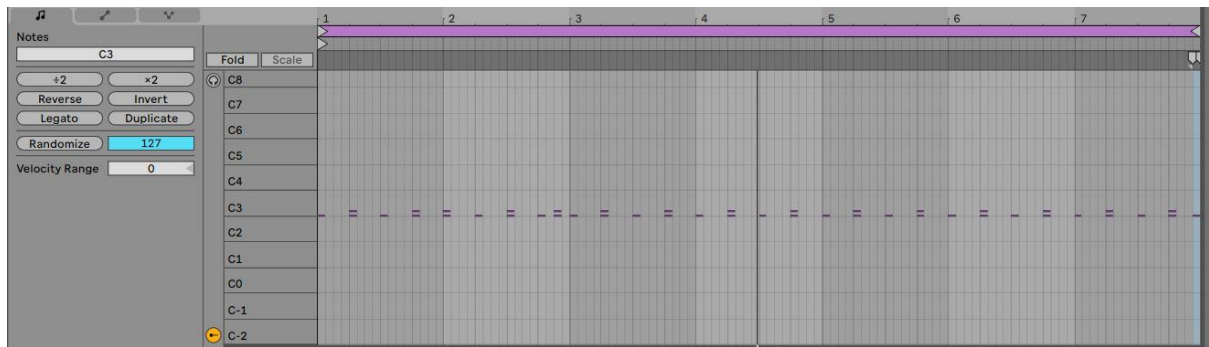 1 2 3 4 5 6 7
Notes
C3
Fold Scale
÷2 ×2
C8
Reverse Invert
C7
Legato Duplicate
C6
Randomize 127
C5
Velocity Range 0
C4
C3
C2
C1
C0
C-1
C-2